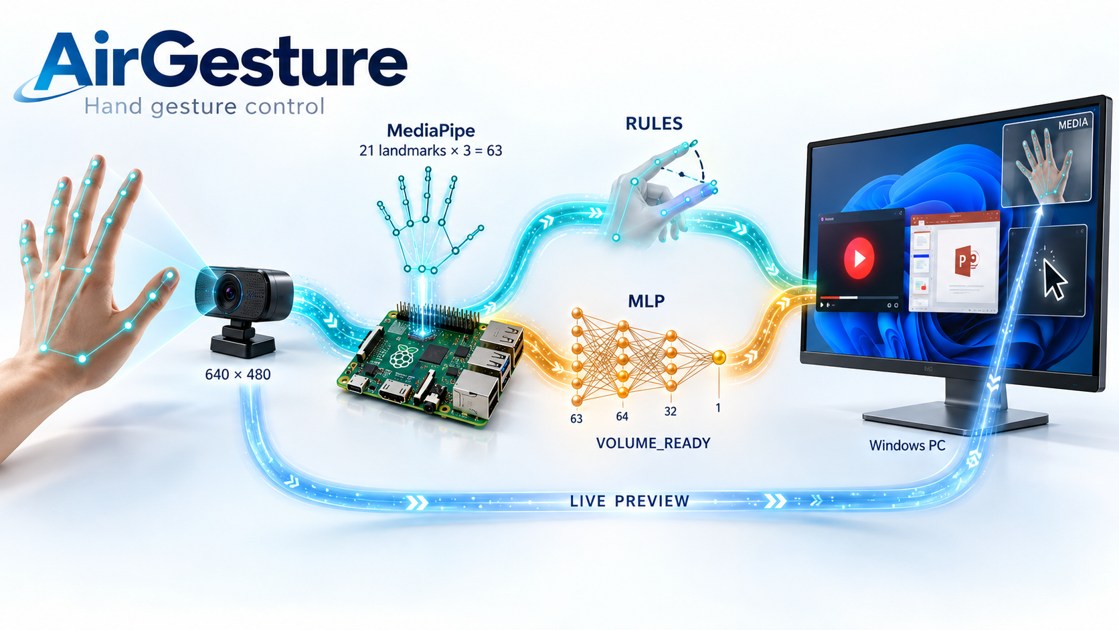 AirGesture
Hand gesture control
MediaPipe
21 landmarks × 3 = 63
RULES
MEDIA
640 × 480
MLP
63
64
32
1
VOLUME_READY
Windows PC
LIVE PREVIEW